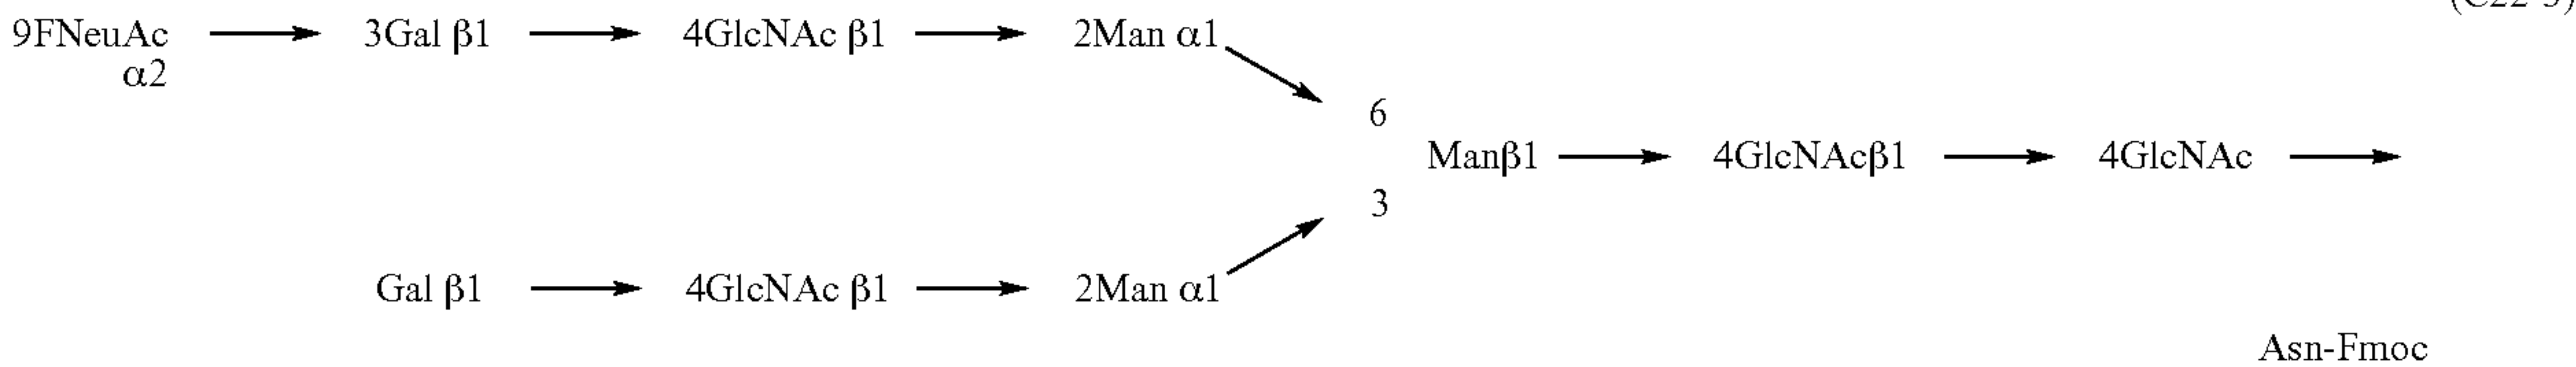 9FNeuAc α2 3Gal β1 4GlcNAc β1 2Man α1
6
Manβ1 4GlcNAcβ1 4GlcNAc
3
Gal β1 4GlcNAc β1 2Man α1
Asn-Fmoc